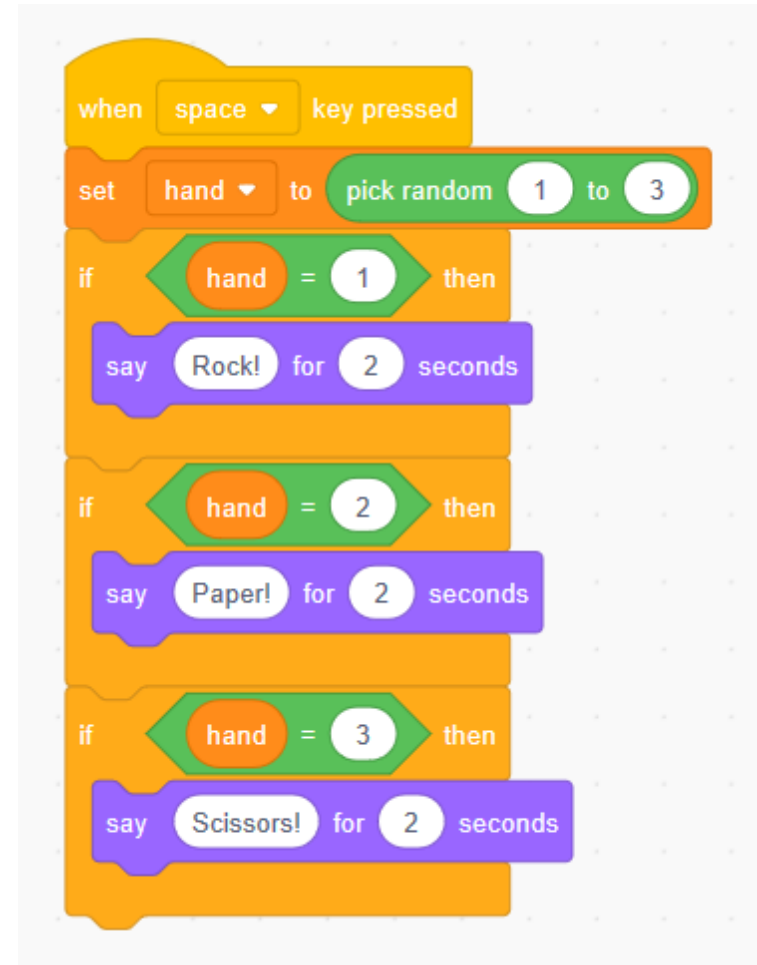 when space key pressed
set hand to pick random 1 to 3
if hand = 1 then
say Rock! for 2 seconds
if hand = 2 then
say Paper! for 2 seconds
if hand = 3 then
say Scissors! for 2 seconds